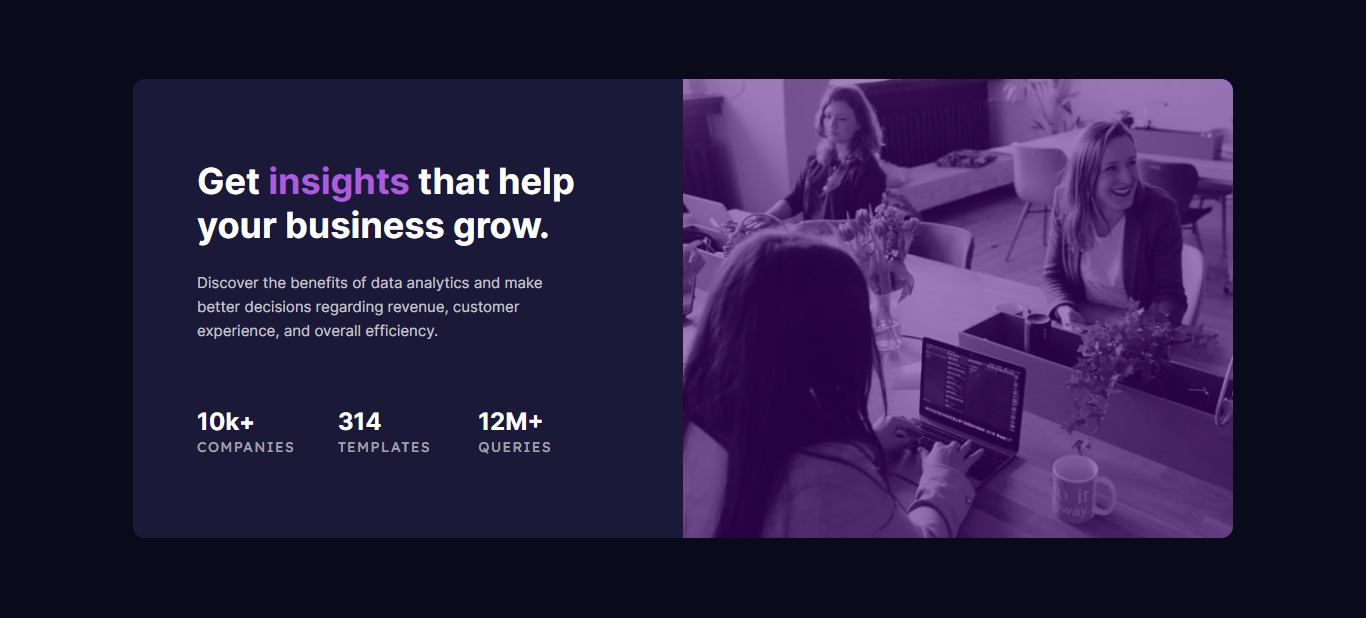 Get insights that help
your business grow.
Discover the benefits of data analytics and make
better decisions regarding revenue, customer
experience, and overall efficiency.
10k+ 314 12M+
COMPANIES TEMPLATES QUERIES